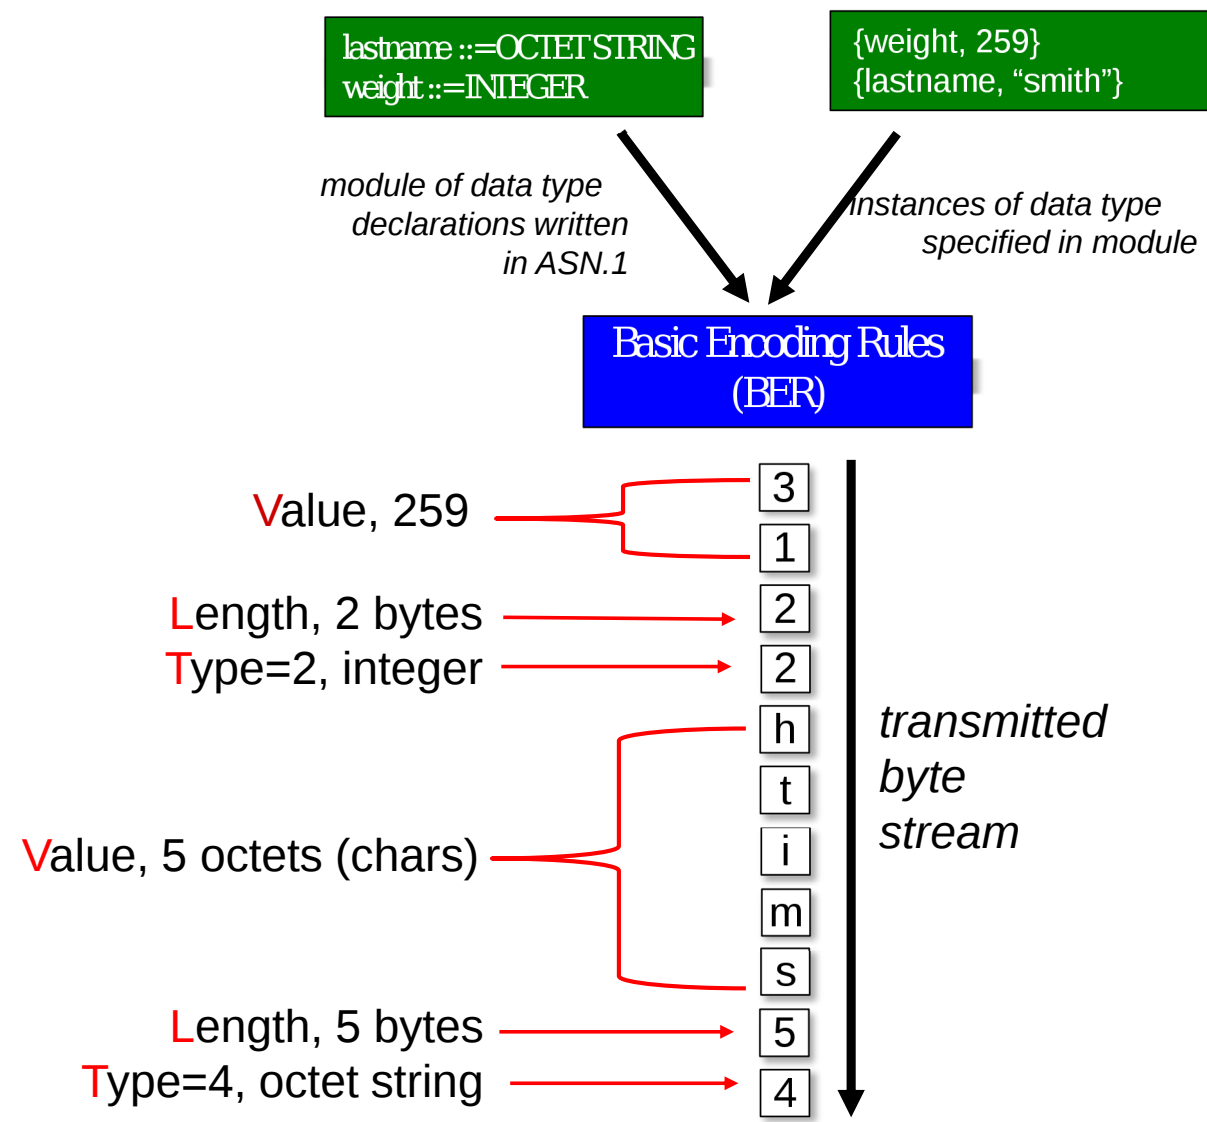 lastname ::= OCTET STRING
weight ::= INTEGER
{weight, 259}
{lastname, “smith”}
module of data type
declarations written
in ASN.1
instances of data type
specified in module
Basic Encoding Rules
(BER)
3
Value, 259
1
Length, 2 bytes
2
Type=2, integer
2
h
t
i
m
s
Value, 5 octets (chars)
transmitted
byte
stream
Length, 5 bytes
5
Type=4, octet string
4